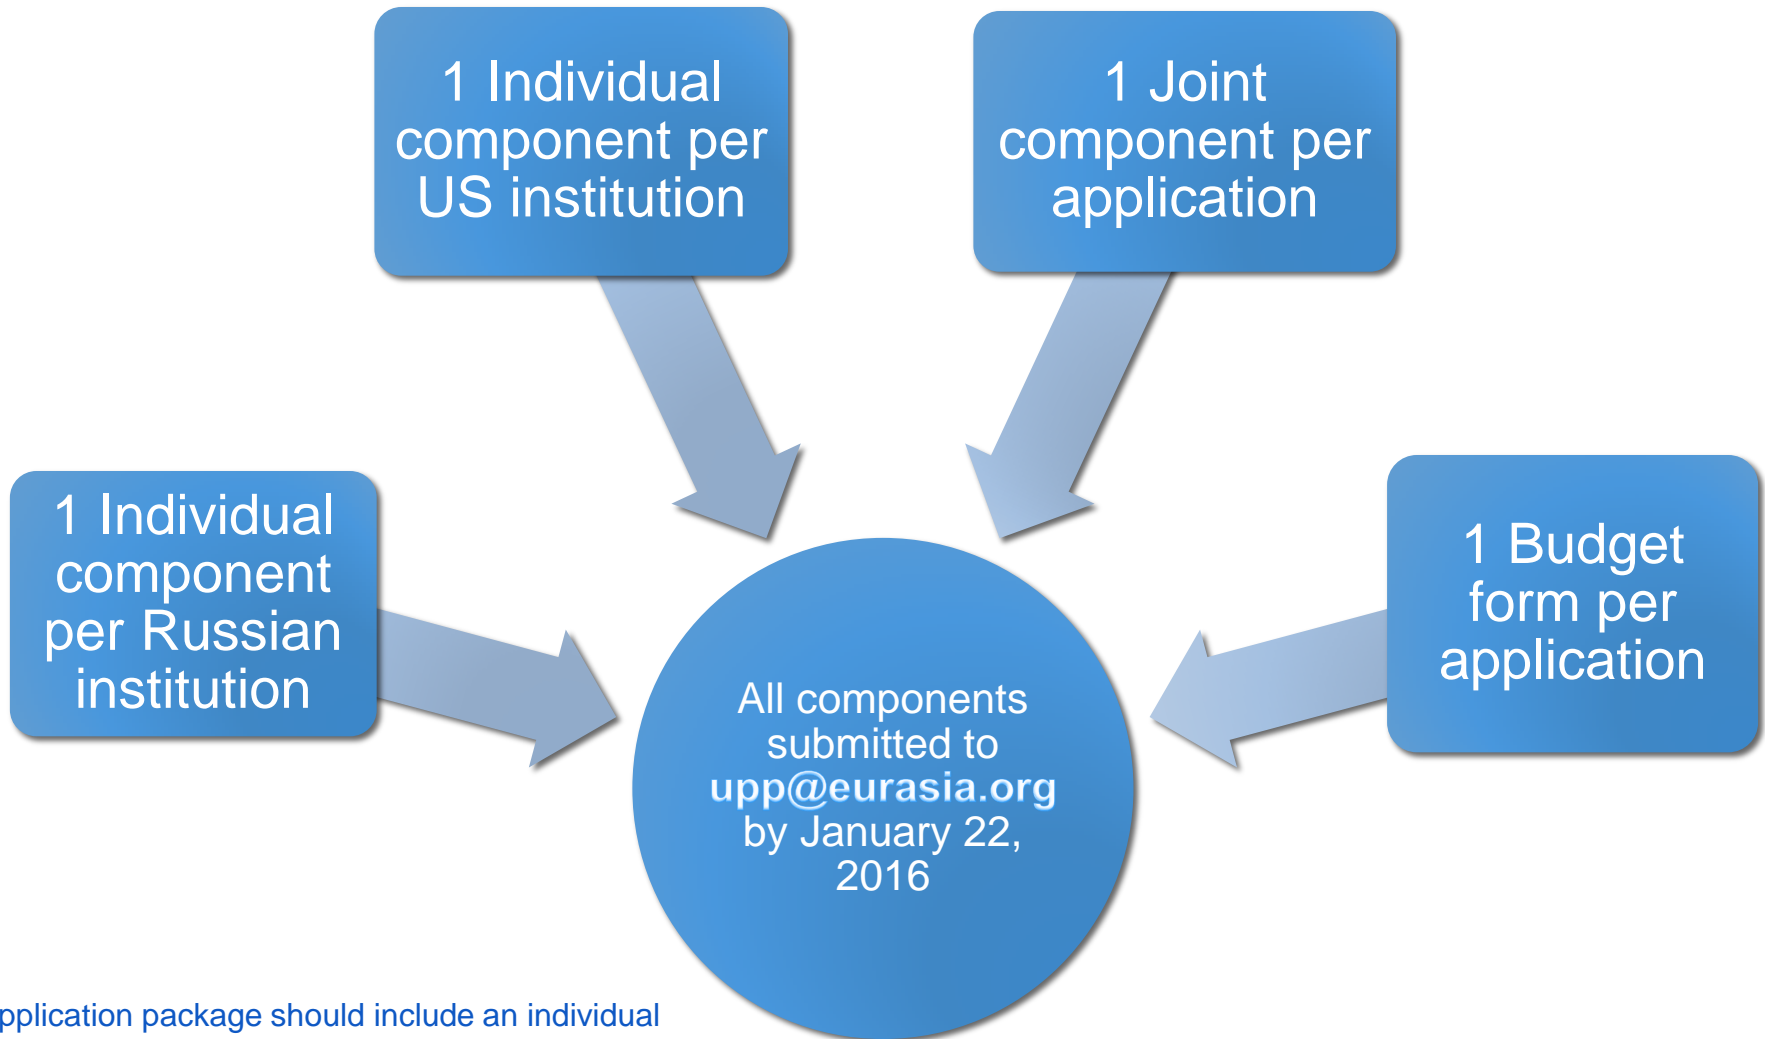 1 Individual
component per
US institution
1 Joint
component per
application
1 Individual
component
per Russian
institution
1 Budget
form per
application
All components
submitted to
upp@eurasia.org
by January 22,
2016
package should include an individual